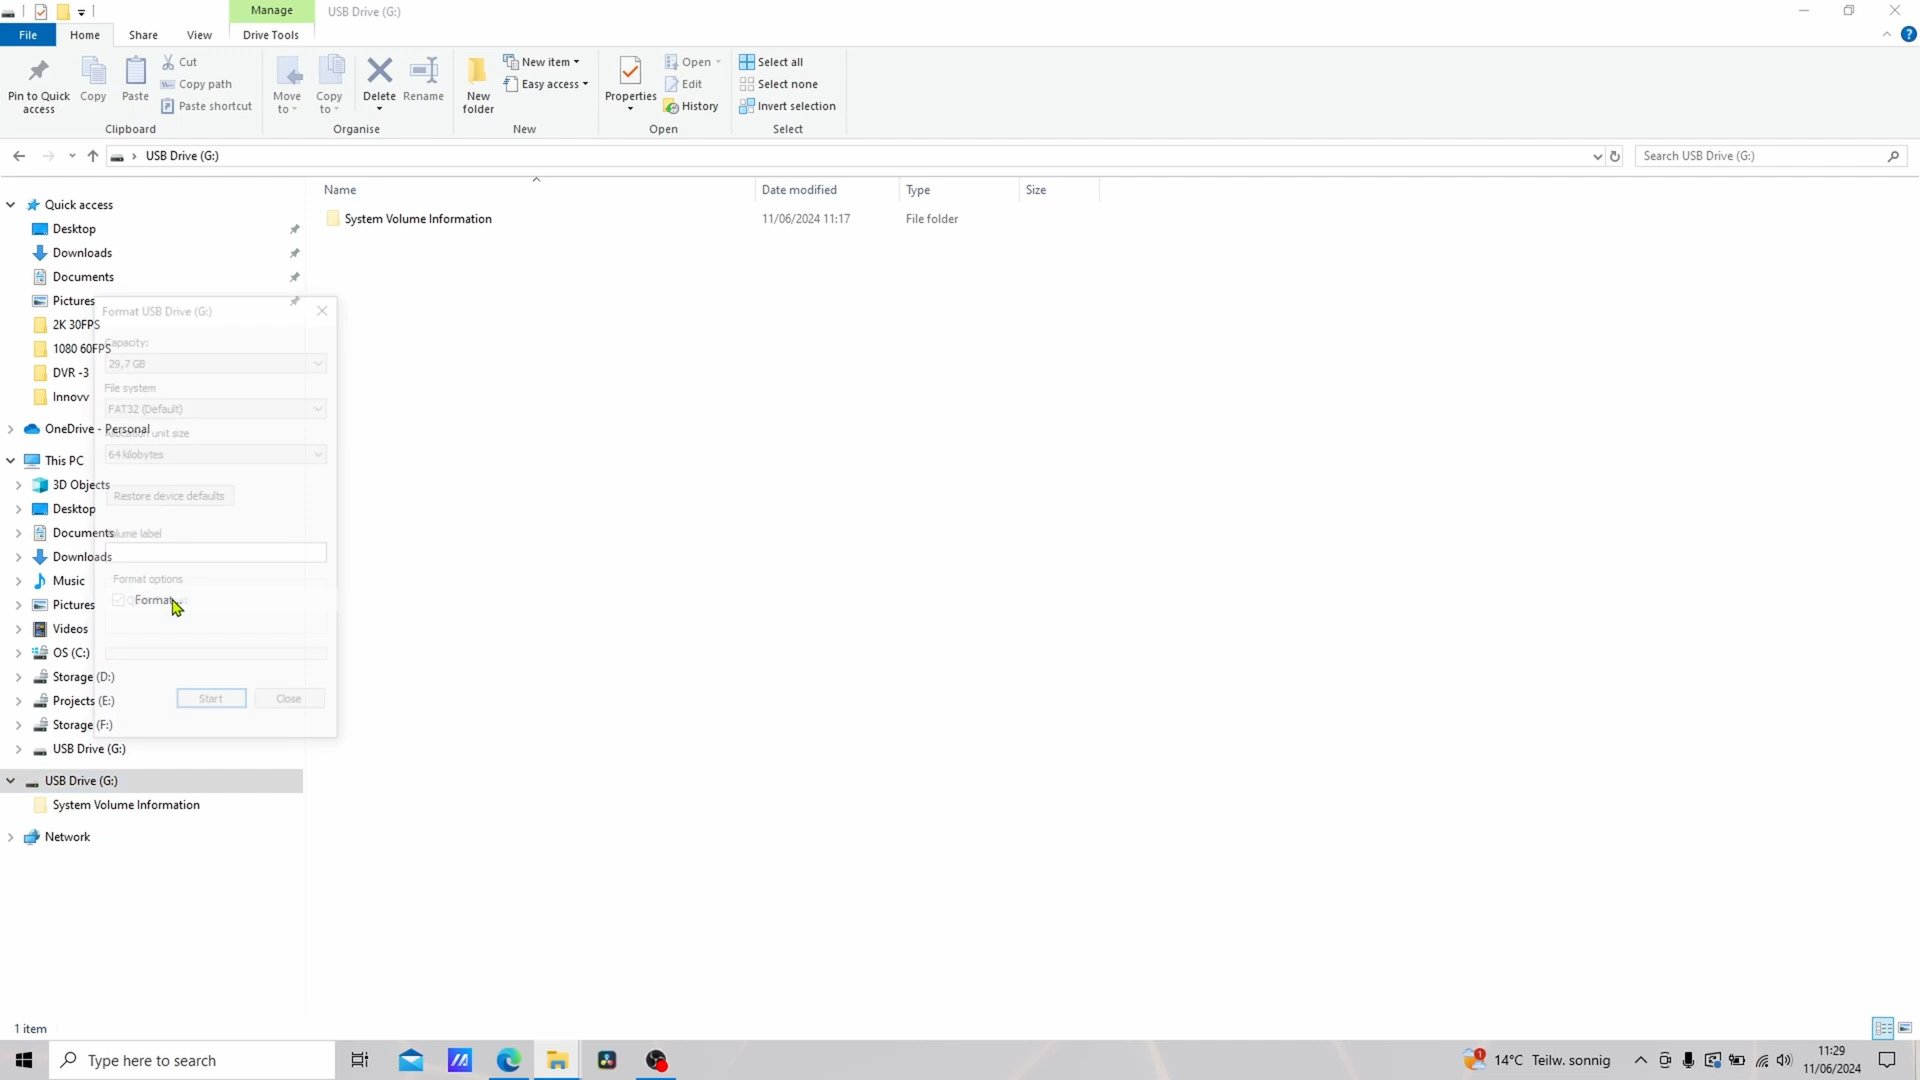 Manage
USB Drive (G:)
File
Home
Share
View
Drive Tools
Pin to Quick
access
Copy
Paste
Cut
Copy path
Paste shortcut
Clipboard
Move
to
Copy
to
Delete
Rename
Organise
New
folder
New item
Easy access
New
Properties
Open
Edit
History
Open
Select all
Select none
Invert selection
Select
USB Drive (G:)
Search USB Drive (G:)
Name
Date modified
Type
Size
System Volume Information
11/06/2024 11:17
File folder
Quick access
Desktop
Downloads
Documents
Pictures
2K 30FPS
1080 60FPS
DVR -3
Innovv
OneDrive - Personal
This PC
3D Objects
Desktop
Documents
Downloads
Music
Pictures
Videos
OS (C:)
Storage (D:)
Projects (E:)
Storage (F:)
USB Drive (G:)
USB Drive (G:)
System Volume Information
Network
Format USB Drive (G:)
Capacity:
29,7 GB
File system
FAT32 (Default)
Allocation unit size
64 kilobytes
Restore device defaults
label
Format options
Format...
Start
Close
1 item
Type here to search
1
14°C Teilw. sonnig
11:29
11/06/2024